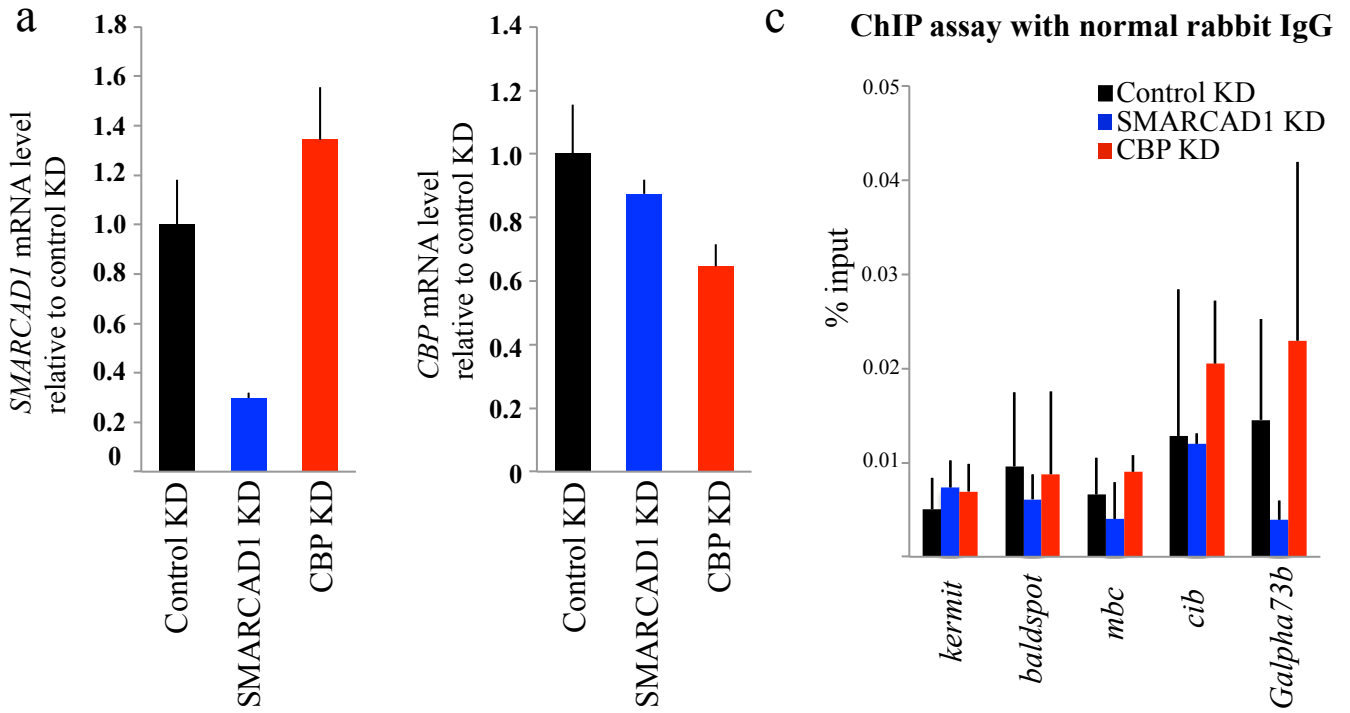 a
SMARCAD1 mRNA level
relative to control KD
1.8
1.6
1.4
1.2
1.0
0.8
0.6
0.4
0.2
0
Control KD
SMARCAD1 KD
CBP KD
CBP mRNA level
relative to control KD
1.4
1.2
1.0
0.8
0.6
0.4
0.2
0
Control KD
SMARCAD1 KD
CBP KD
c
ChIP assay with normal rabbit IgG
Control KD
SMARCAD1 KD
CBP KD
% input
0.05
0.04
0.03
0.02
0.01
kermit
baldspot
mbc
cib
Galpha73b